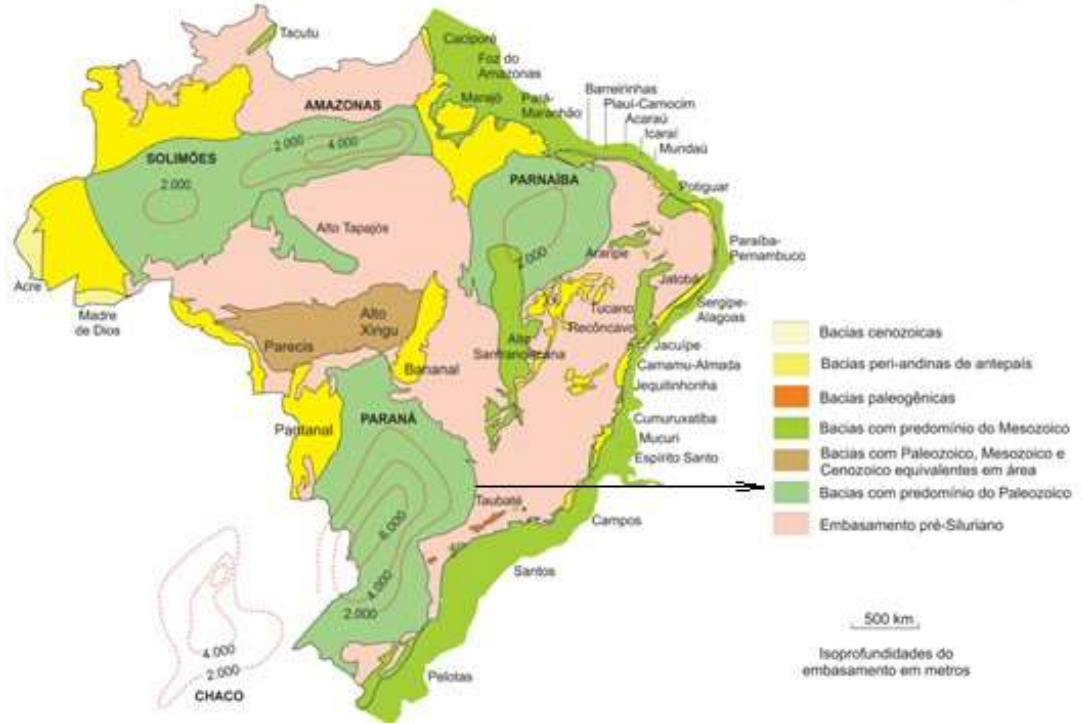 Tacutu
Caciporé
Foz do
Amazonas
Marajó
Pará-
Maranhão
Barreirinhas
Piauí-Camocim
Acaraú
Icaraí
Mundaú
AMAZONAS
2.000
4.000
SOLIMÕES
2.000
PARNAÍBA
2.000
Potiguar
Alto Tapajós
Araripe
Paraíba-
Pernambuco
Jatobá
Acre
Madre
de Dios
Tucano
Recôncavo
Sergipe-
Alagoas
Alto
Xingu
Parecis
Bananal
Alto
Sanfranciscana
Jacuípe
Camamu-Almada
Jequitinhonha
Cumuruxatiba
Mucuri
Espírito Santo
Pantanal
PARANÁ
6.000
4.000
2.000
Taubaté
Campos
Santos
Pelotas
4.000
2.000
CHACO
Bacias cenozoicas
Bacias peri-andinas de antepaís
Bacias paleogênicas
Bacias com predomínio do Mesozoico
Bacias com Paleozoico, Mesozoico e
Cenozoico equivalentes em área
Bacias com predomínio do Paleozoico
Embasamento pré-Siluriano
500 km
Isoprofundidades do
embasamento em metros